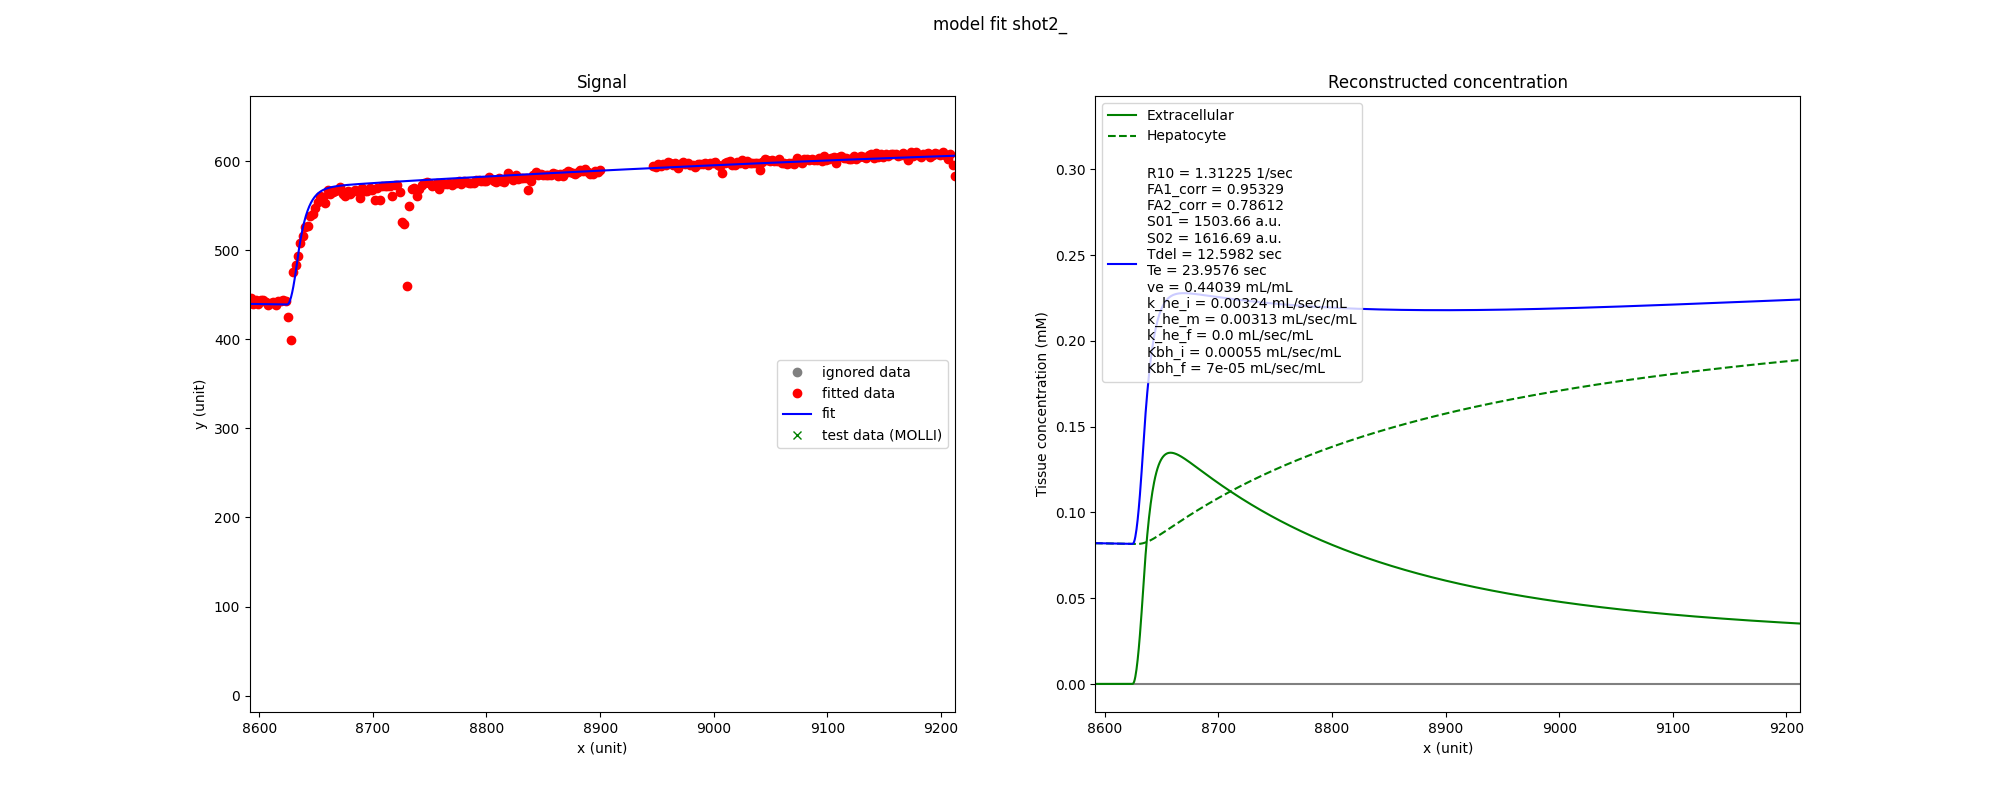 model fit shot2_
Signal
600
500
400
300
200
100
0
y (unit)
ignored data
fitted data
fit
test data (MOLLI)
8600 8700 8800 8900 9000 9100 9200
x (unit)
Reconstructed concentration
0.30
0.25
0.20
0.15
0.10
0.05
0.00
Tissue concentration (mM)
Extracellular
Hepatocyte
R10 = 1.31225 1/sec
FA1_corr = 0.95329
FA2_corr = 0.78612
S01 = 1503.66 a.u.
S02 = 1616.69 a.u.
Tdel = 12.5982 sec
Te = 23.9576 sec
ve = 0.44039 mL/mL
k_he_i = 0.00324 mL/sec/mL
k_he_m = 0.00313 mL/sec/mL
k_he_f = 0.0 mL/sec/mL
Kbh_i = 0.00055 mL/sec/mL
Kbh_f = 7e-05 mL/sec/mL
8600 8700 8800 8900 9000 9100 9200
x (unit)